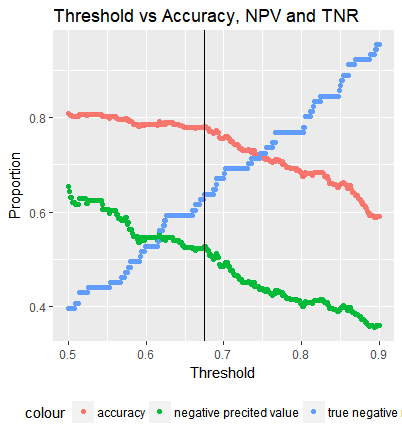 Threshold vs Accuracy, NPV and TNR
Proportion
0.8
0.6
0.4
0.5 0.6 0.7 0.8 0.9
Threshold
colour accuracy negative precited value true negative